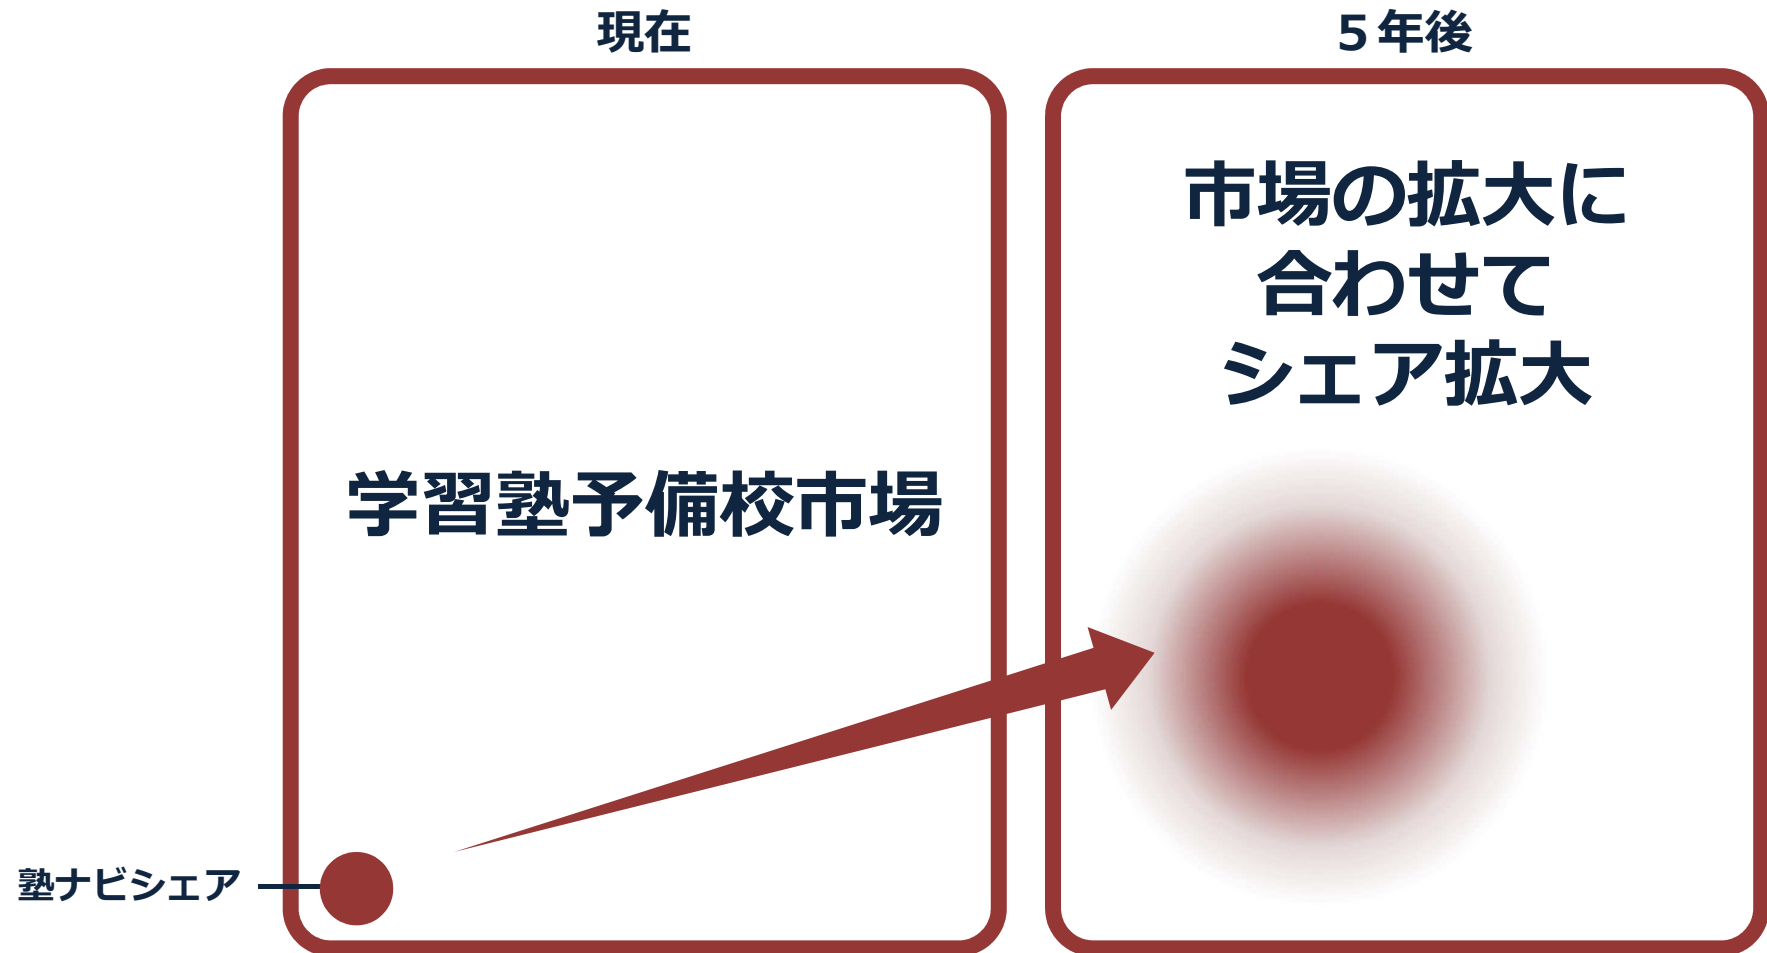 現在
学習塾予備校市場
塾ナビシェア
５年後
市場の拡大に
合わせて
シェア拡大